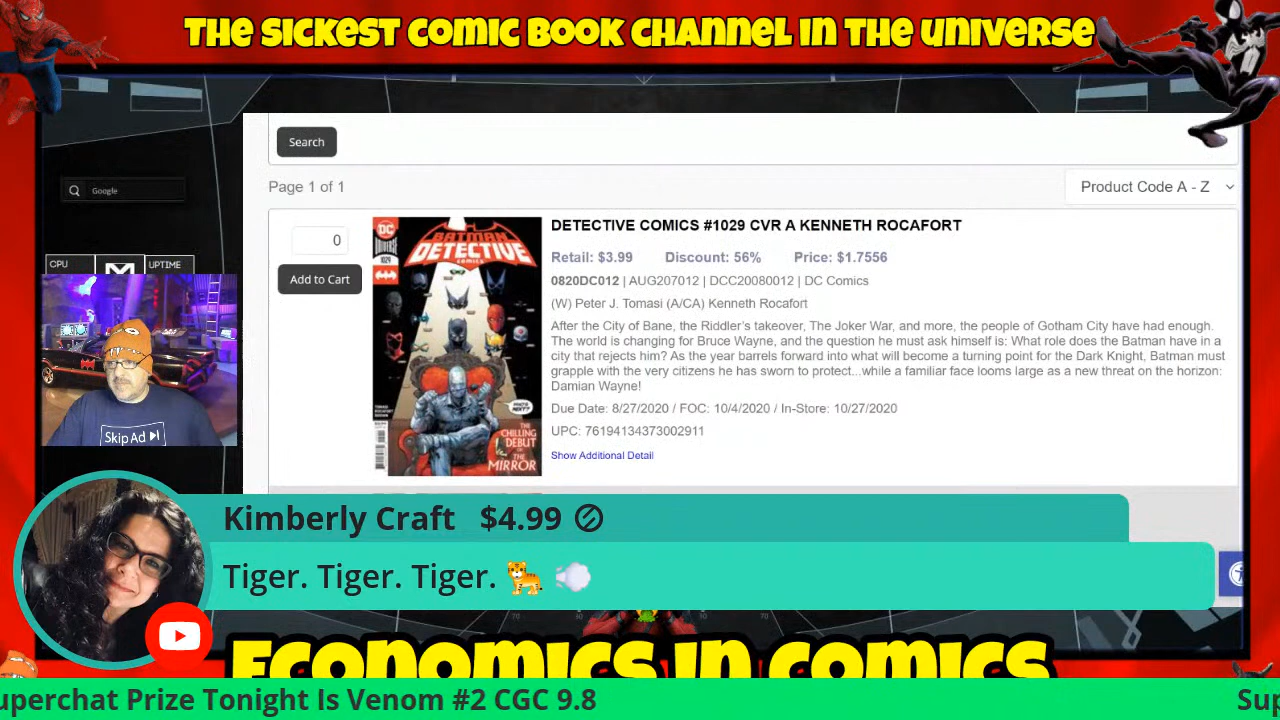 THE SICKEST COMIC BOOK CHANNEL IN THE UNIVERSE
Search
Google
Page 1 of 1
Product Code A - Z
CPU
UPTIME
0
Add to Cart
DC
UNIVERSE
1029
BATMAN
DETECTIVE
COMICS
WHO'S NEXT?
THE CHILLING DEBUT OF THE MIRROR
DETECTIVE COMICS #1029 CVR A KENNETH ROCAFORT
Retail: $3.99 Discount: 56% Price: $1.7556
0820DC012 | AUG207012 | DCC20080012 | DC Comics
(W) Peter J. Tomasi (A/CA) Kenneth Rocafort
After the City of Bane, the Riddler's takeover, The Joker War, and more, the people of Gotham City have had enough.
The world is changing for Bruce Wayne, and the question he must ask himself is: What role does the Batman have in a
city that rejects him? As the year barrels forward into what will become a turning point for the Dark Knight, Batman must
grapple with the very citizens he has sworn to protect...while a familiar face looms large as a new threat on the horizon:
Damian Wayne!
Due Date: 8/27/2020 / FOC: 10/4/2020 / In-Store: 10/27/2020
UPC: 76194134373002911
Show Additional Detail
Skip Ad
Kimberly Craft $4.99
Tiger. Tiger. Tiger. 🐅 💨
70
80
70
ECONOMICS IN COMICS
uperchat Prize Tonight Is Venom #2 CGC 9.8
Sup